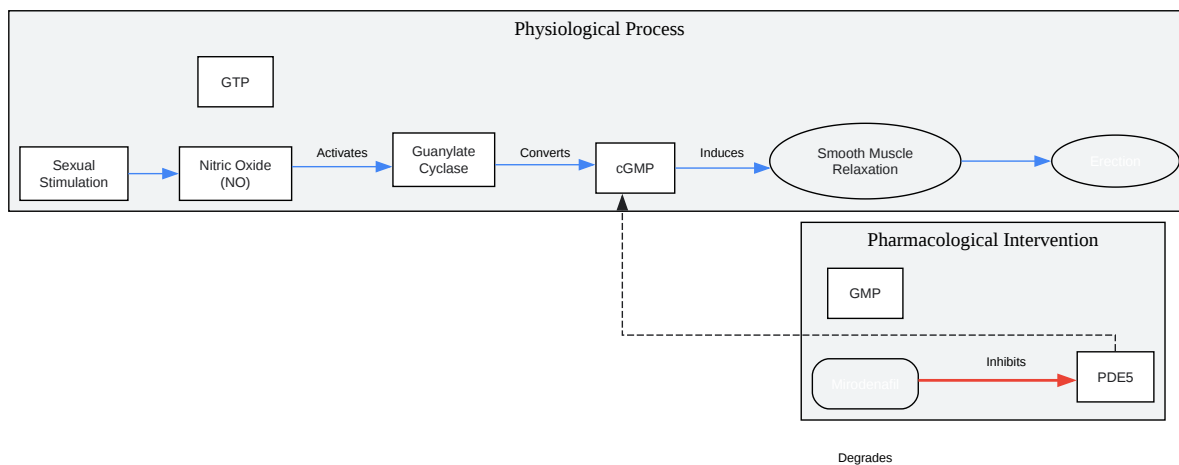 Physiological Process
GTP
Sexual
Stimulation
Nitric Oxide
(NO)
Activates
Guanylate
Cyclase
Converts
cGMP
Induces
Smooth Muscle
Relaxation
Erection
Pharmacological Intervention
GMP
Mirodenafil
Inhibits
PDE5
Degrades